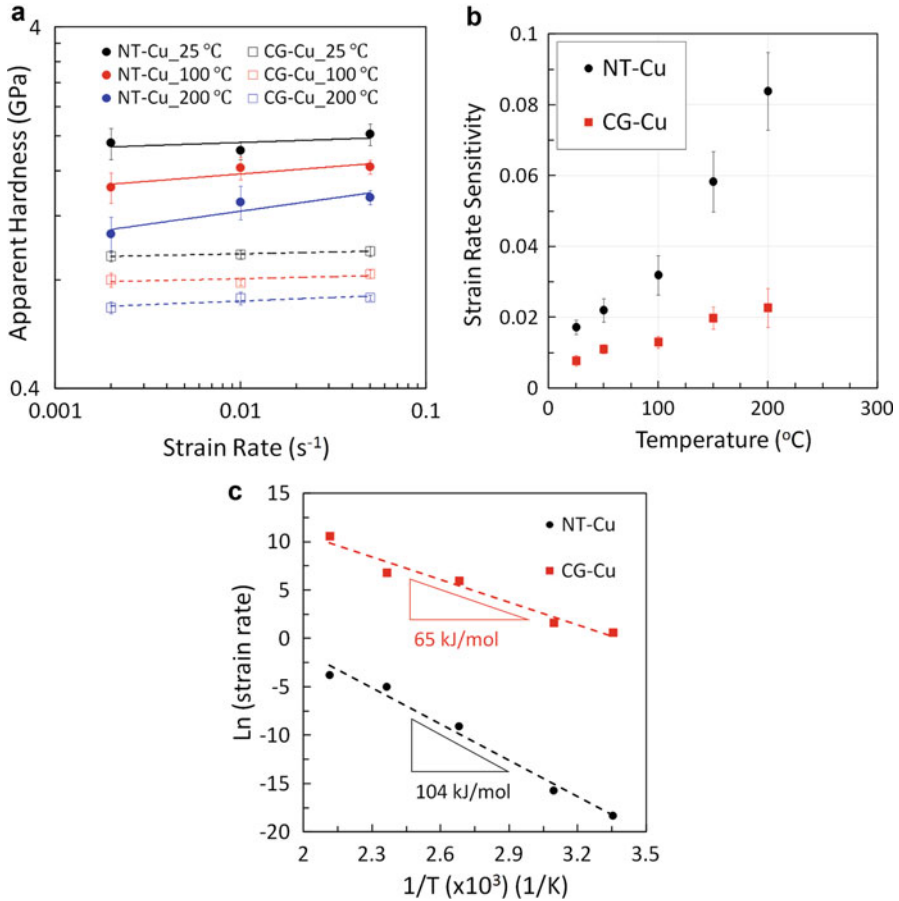 a
4
NT-Cu_25 ℃ CG-Cu_25 ℃
NT-Cu_100 ℃ CG-Cu_100 ℃
NT-Cu_200 ℃ CG-Cu_200 ℃
Apparent Hardness (GPa)
0.4
0.001 0.01 0.1
Strain Rate (s⁻¹)
b
0.1
0.08
0.06
0.04
0.02
0
NT-Cu
CG-Cu
Strain Rate Sensitivity
0 100 200 300
Temperature (°C)
c
15
10
5
0
-5
-10
-15
-20
NT-Cu
CG-Cu
65 kJ/mol
104 kJ/mol
Ln (strain rate)
2 2.3 2.6 2.9 3.2 3.5
1/T (x10³) (1/K)